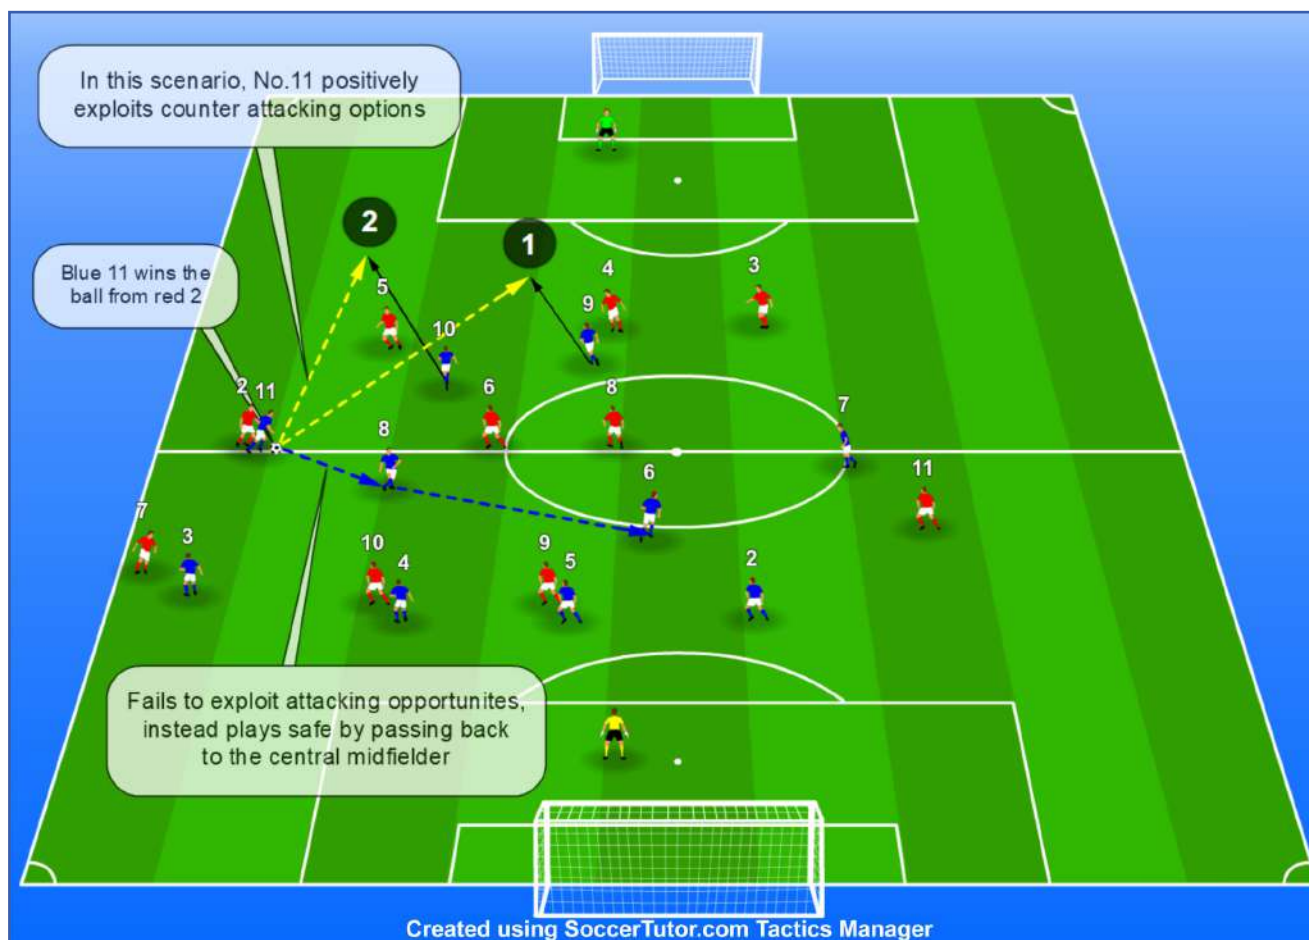 In this scenario, No.11 positively
exploits counter attacking options
2
1
Blue 11 wins the
ball from red 2
5
4
3
9
10
2
11
6
8
7
8
6
11
7
3
10
4
9
5
2
Fails to exploit attacking opportunites,
instead plays safe by passing back
to the central midfielder
Created using SoccerTutor.com Tactics Manager